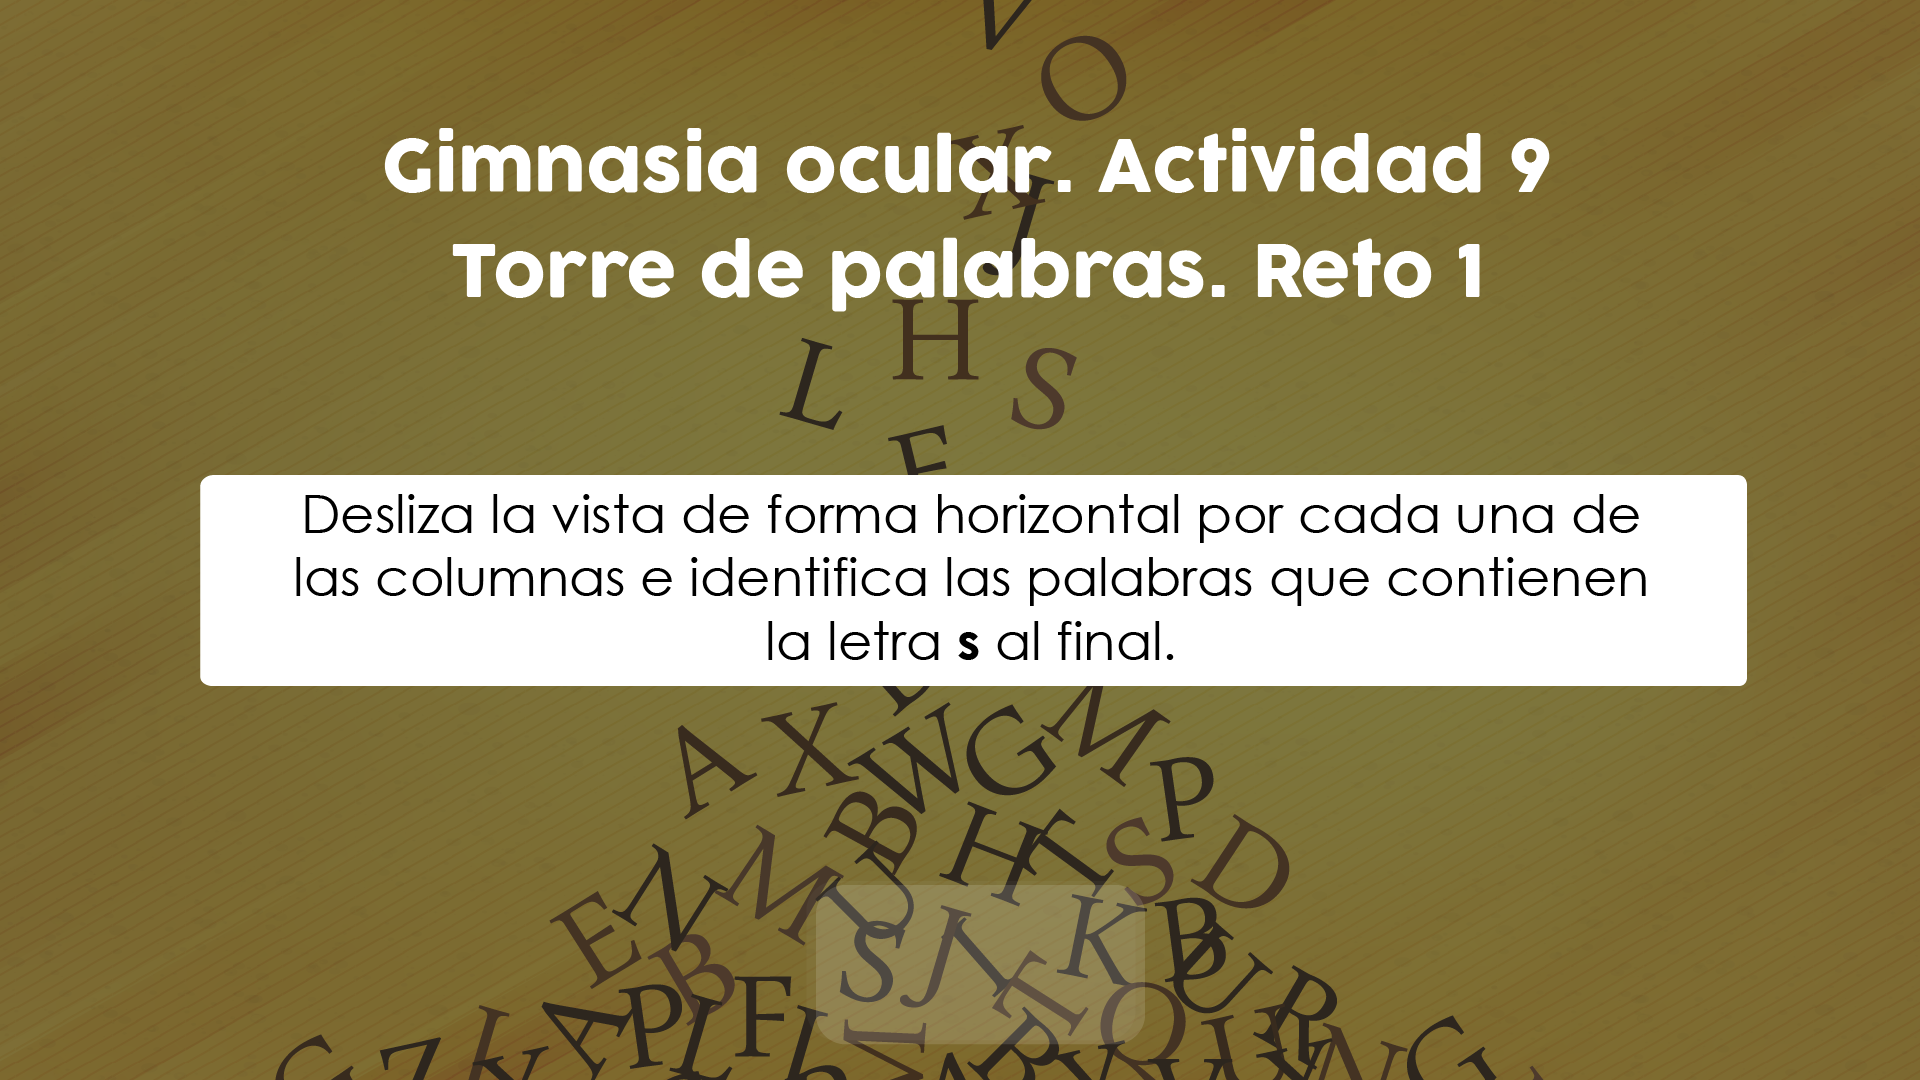 Gimnasia ocular. Actividad 9
Torre de palabras. Reto 1
Desliza la vista de forma horizontal por cada una de
las columnas e identifica las palabras que contienen
la letra s al final.